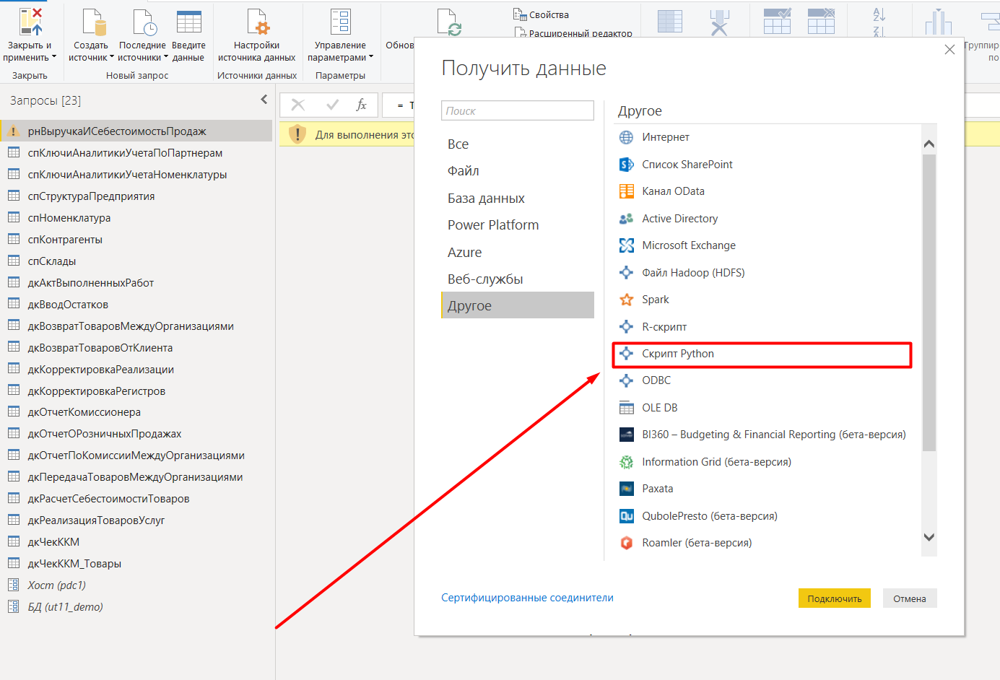 Закрыть и применить
Создать источник
Последние источники
Введите данные
Настройки источника данных
Управление параметрами
Свойства
Расширенный редактор
Закрыть
Новый запрос
Источники данных
Параметры
Запросы [23]
fx
=
Для выполнения
рнВыручкаИСебестоимостьПродаж
спКлючиАналитикиУчетаПоПартнерам
спКлючиАналитикиУчетаНоменклатуры
спСтруктураПредприятия
спНоменклатура
спКонтрагенты
спСклады
дкАктВыполненныхРабот
дкВводОстатков
дкВозвратТоваровМеждуОрганизациями
дкВозвратТоваровОтКлиента
дкКорректировкаРеализации
дкКорректировкаРегистров
дкОтчетКомиссионера
дкОтчетОРозничныхПродажах
дкОтчетПоКомиссииМеждуОрганизациями
дкПередачаТоваровМеждуОрганизациями
дкРасчетСебестоимостиТоваров
дкРеализацияТоваровУслуг
дкЧекККМ
дкЧекККМ_Товары
Хост (pdc1)
БД (ut11_demo)
Получить данные
Поиск
Все
Файл
База данных
Power Platform
Azure
Веб-службы
Другое
Другое
Интернет
Список SharePoint
Канал OData
Active Directory
Microsoft Exchange
Файл Hadoop (HDFS)
Spark
R-скрипт
Скрипт Python
ODBC
OLE DB
BI360 – Budgeting & Financial Reporting (бета-версия)
Information Grid (бета-версия)
Paxata
QubolePresto (бета-версия)
Roamler (бета-версия)
Сертифицированные соединители
Подключить
Отмена